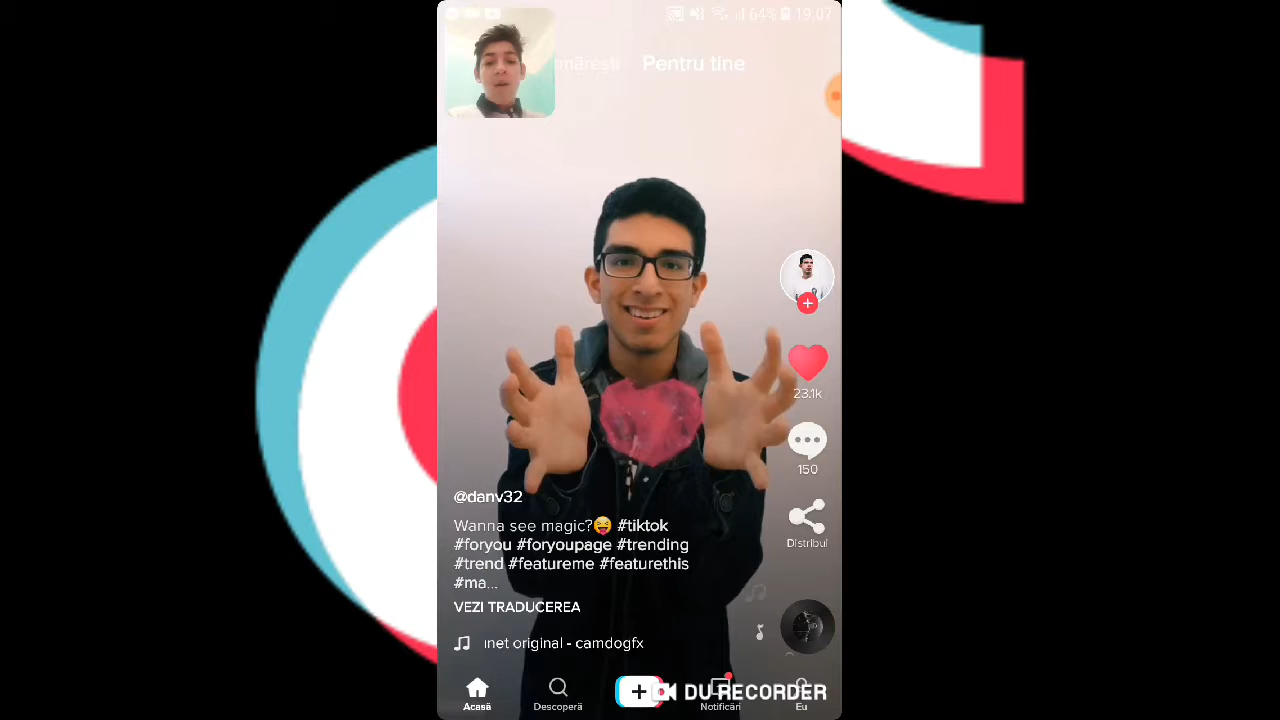 64% 19:07
Pentru tine
23.1k
150
@danv32
Wanna see magic?😝 #tiktok
#foryou #foryoupage #trending
#trend #featureme #featurethis
#ma...
Distribui
VEZI TRADUCEREA
unet original - camdogfx
DU RECORDER
Acasă
Descoperă
Notificări
Eu